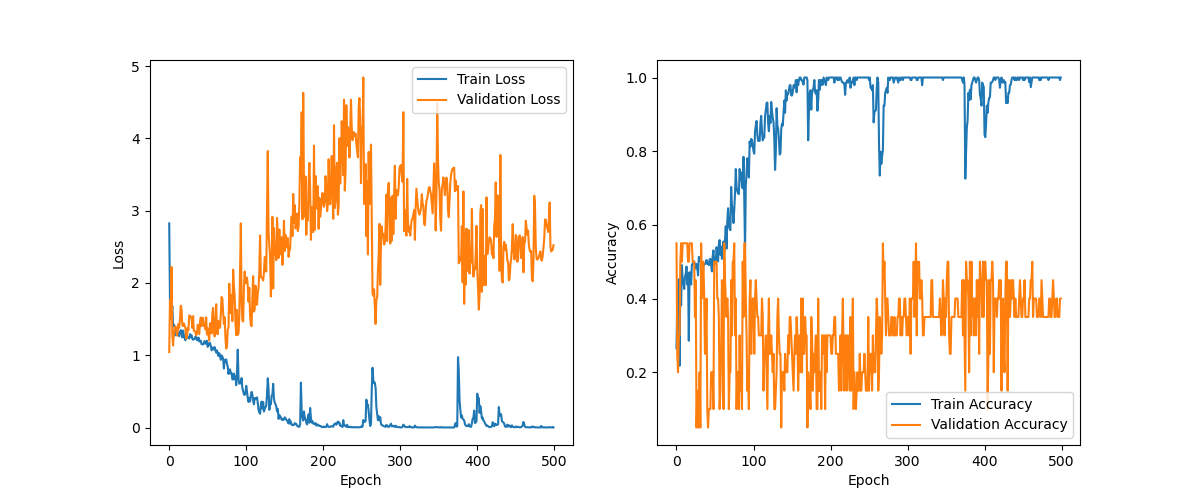 5
4
3
2
1
0
Loss
0 100 200 300 400 500
Epoch
Train Loss
Validation Loss
1.0
0.8
0.6
0.4
0.2
Accuracy
0 100 200 300 400 500
Epoch
Train Accuracy
Validation Accuracy